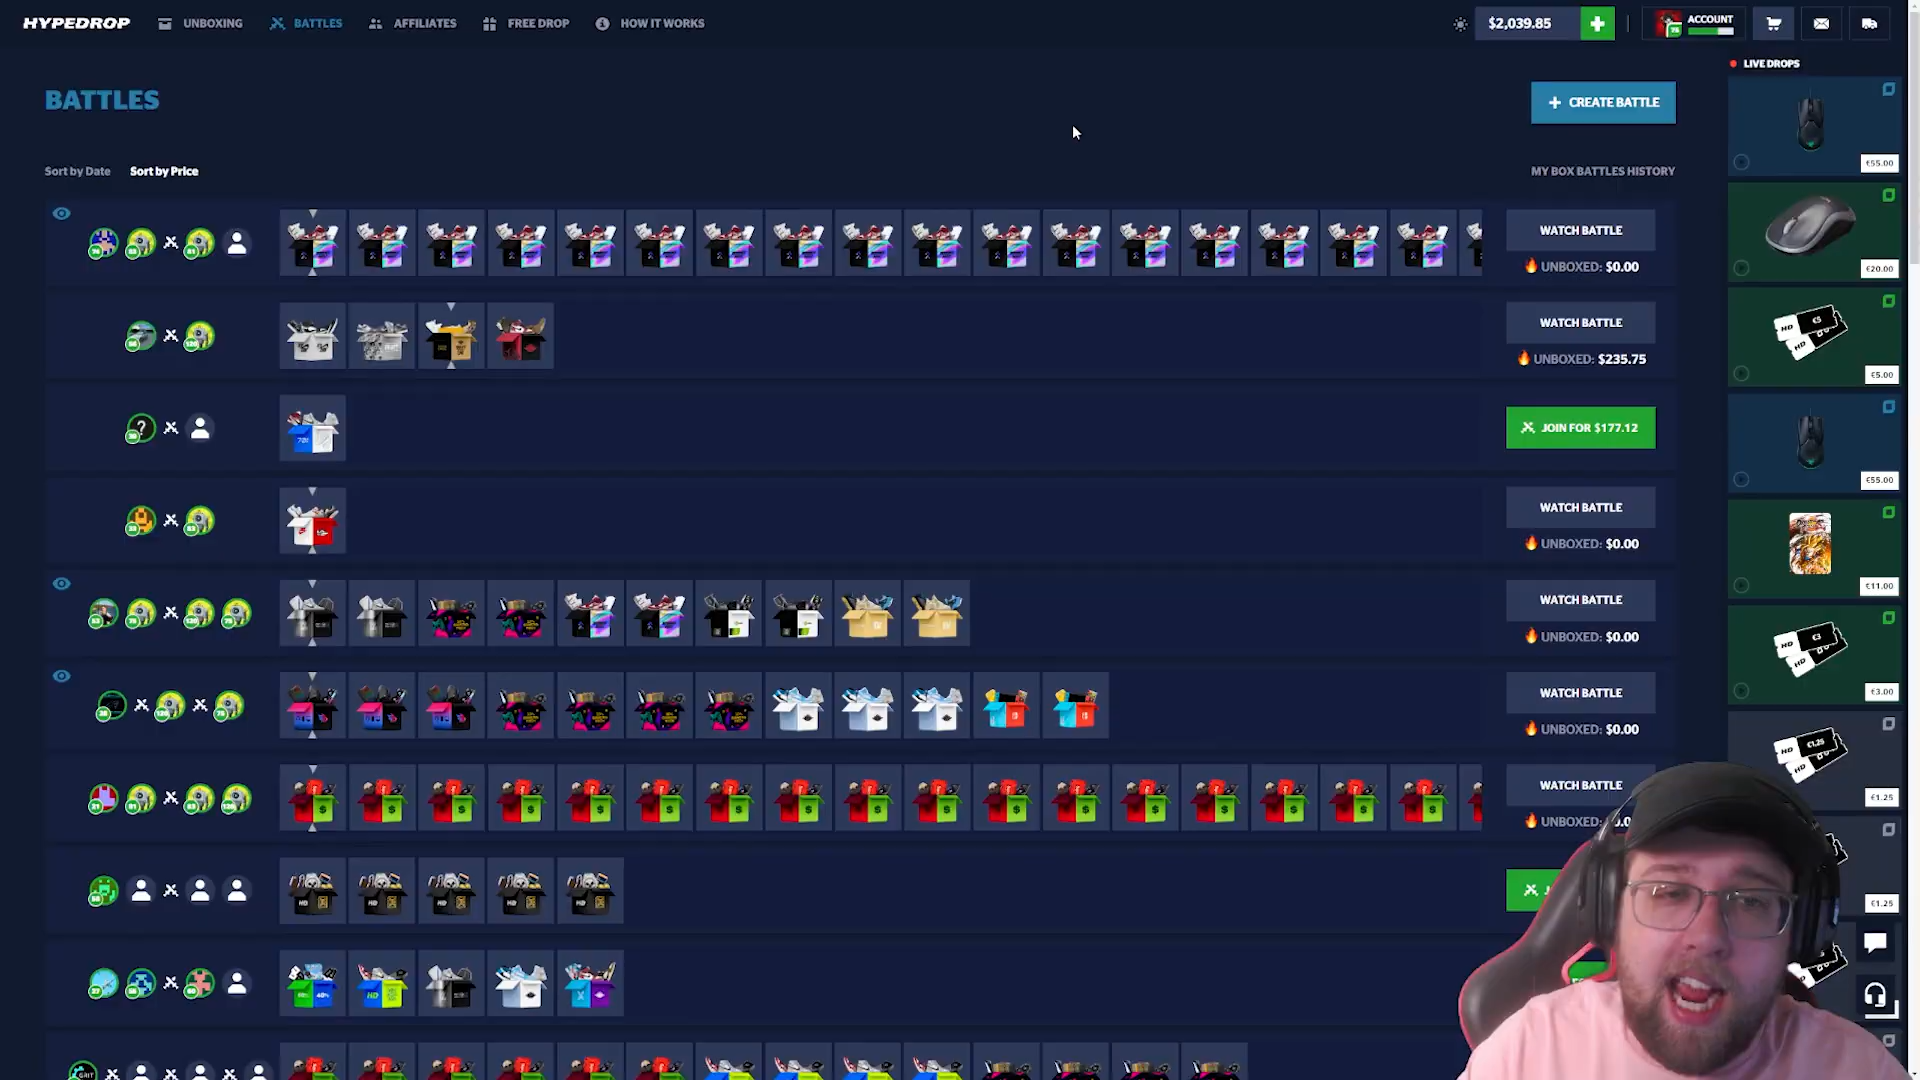 HYPEDROP
UNBOXING
BATTLES
AFFILIATES
FREE DROP
HOW IT WORKS
$2,039.85
ACCOUNT
LIVE DROPS
BATTLES
CREATE BATTLE
Sort by Date
Sort by Price
MY BOX BATTLES HISTORY
WATCH BATTLE
UNBOXED: $0.00
WATCH BATTLE
UNBOXED: $235.75
JOIN FOR $177.12
WATCH BATTLE
UNBOXED: $0.00
WATCH BATTLE
UNBOXED: $0.00
WATCH BATTLE
UNBOXED: $0.00
WATCH BATTLE
UNBOXED:
€55.00
€20.00
€5.00
€55.00
€11.00
€3.00
€1.25
€1.25